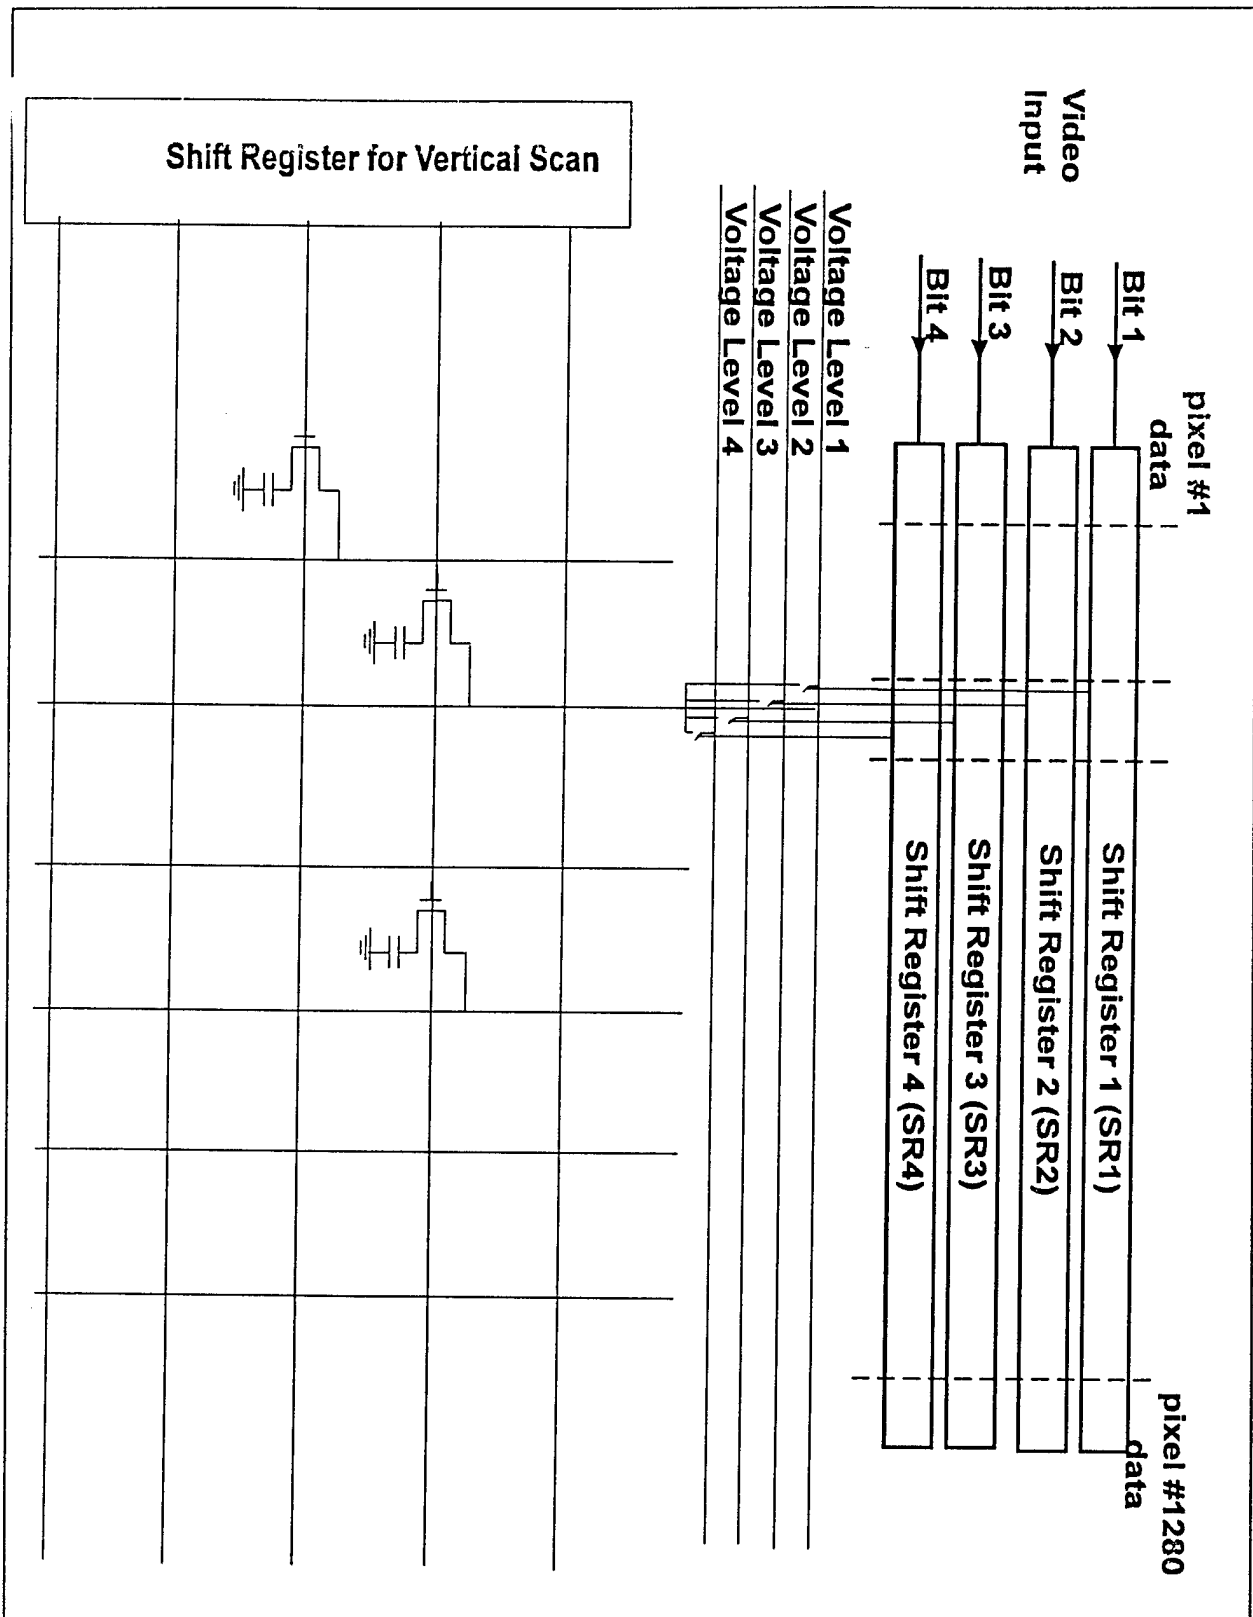 Video
Input
Bit 1
Bit 2
Bit 3
Bit 4
pixel #1
data
Shift Register 1 (SR1)
Shift Register 2 (SR2)
Shift Register 3 (SR3)
Shift Register 4 (SR4)
pixel #1280
data
Voltage Level 1
Voltage Level 2
Voltage Level 3
Voltage Level 4
Shift Register for Vertical Scan